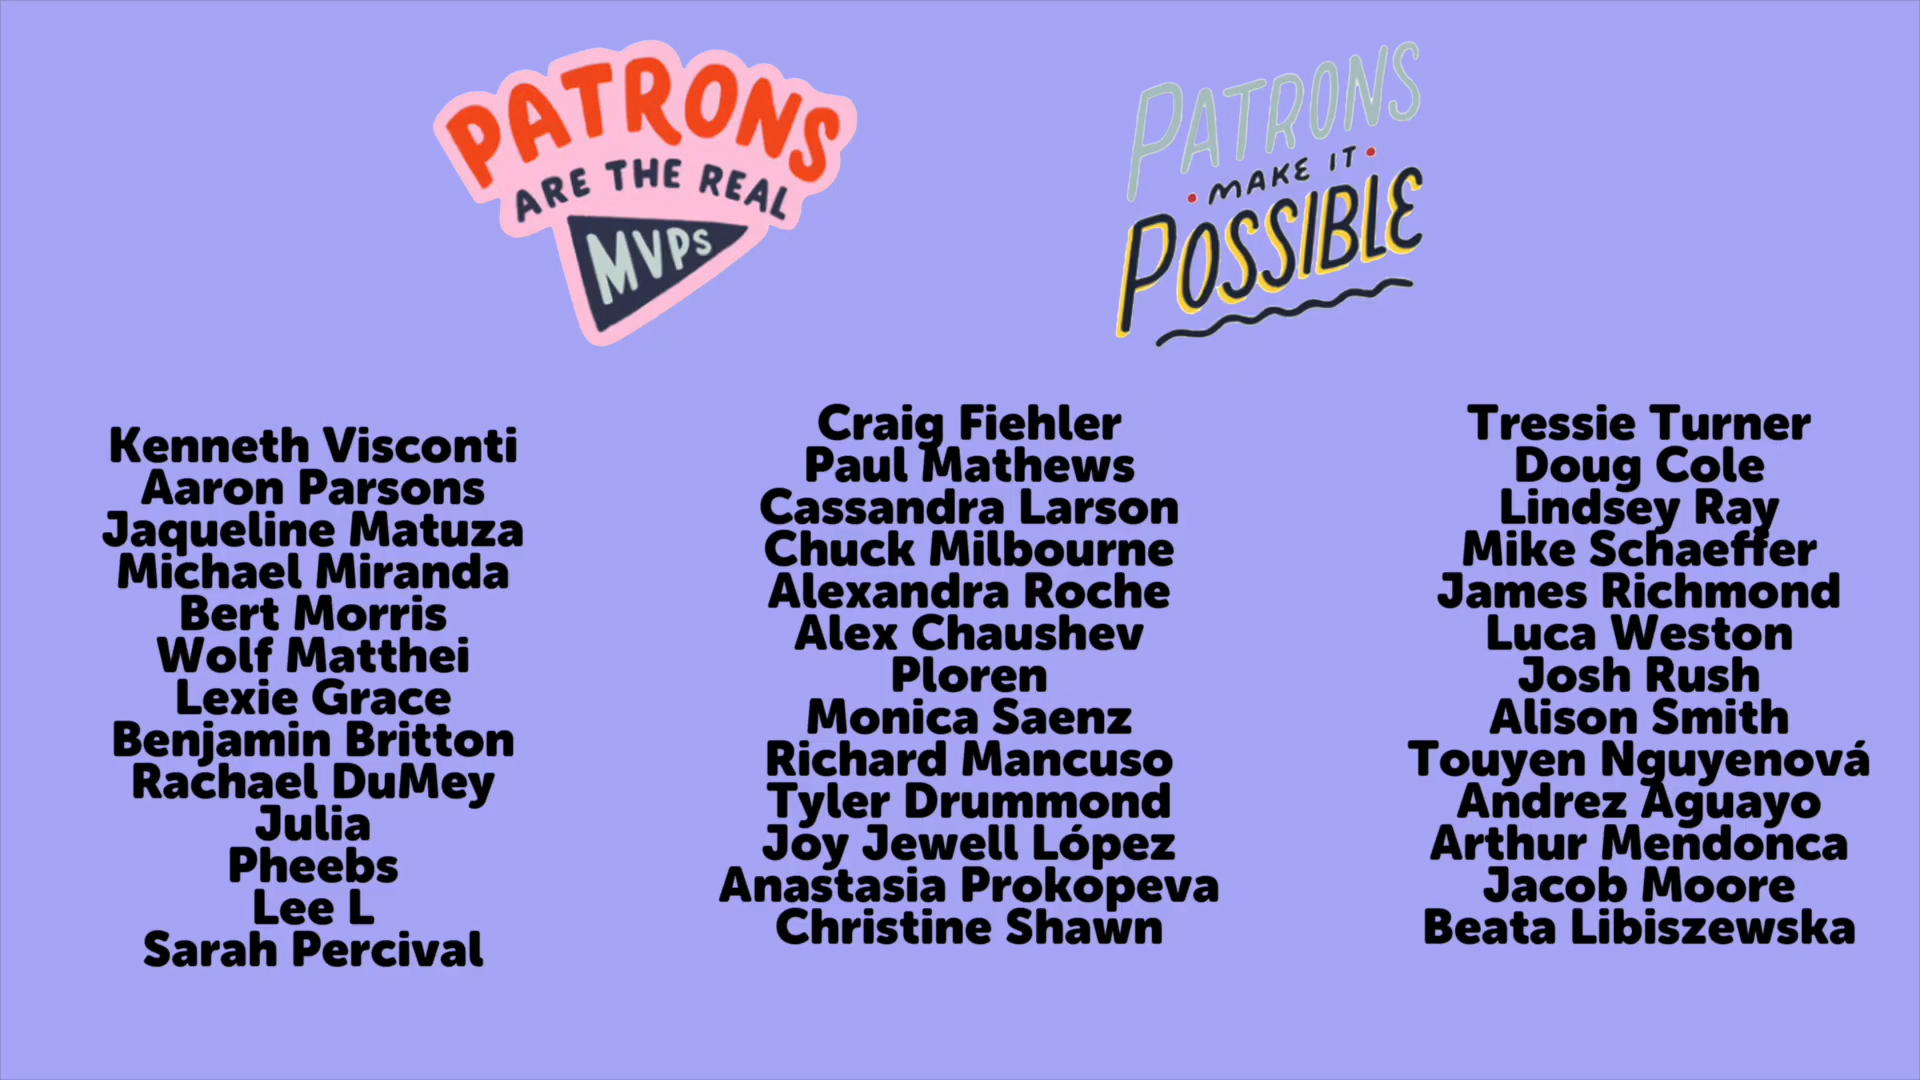 PATRONS
ARE THE REAL
MVPs
PATRONS
MAKE IT
POSSIBLE
Kenneth Visconti
Aaron Parsons
Jaqueline Matuza
Michael Miranda
Bert Morris
Wolf Matthei
Lexie Grace
Benjamin Britton
Rachael DuMey
Julia
Pheebs
Lee L
Sarah Percival
Craig Fiehler
Paul Mathews
Cassandra Larson
Chuck Milbourne
Alexandra Roche
Alex Chaushev
Ploren
Monica Saenz
Richard Mancuso
Tyler Drummond
Joy Jewell López
Anastasia Prokopeva
Christine Shawn
Tressie Turner
Doug Cole
Lindsey Ray
Mike Schaeffer
James Richmond
Luca Weston
Josh Rush
Alison Smith
Touyen Nguyenová
Andrez Aguayo
Arthur Mendonca
Jacob Moore
Beata Libiszewska